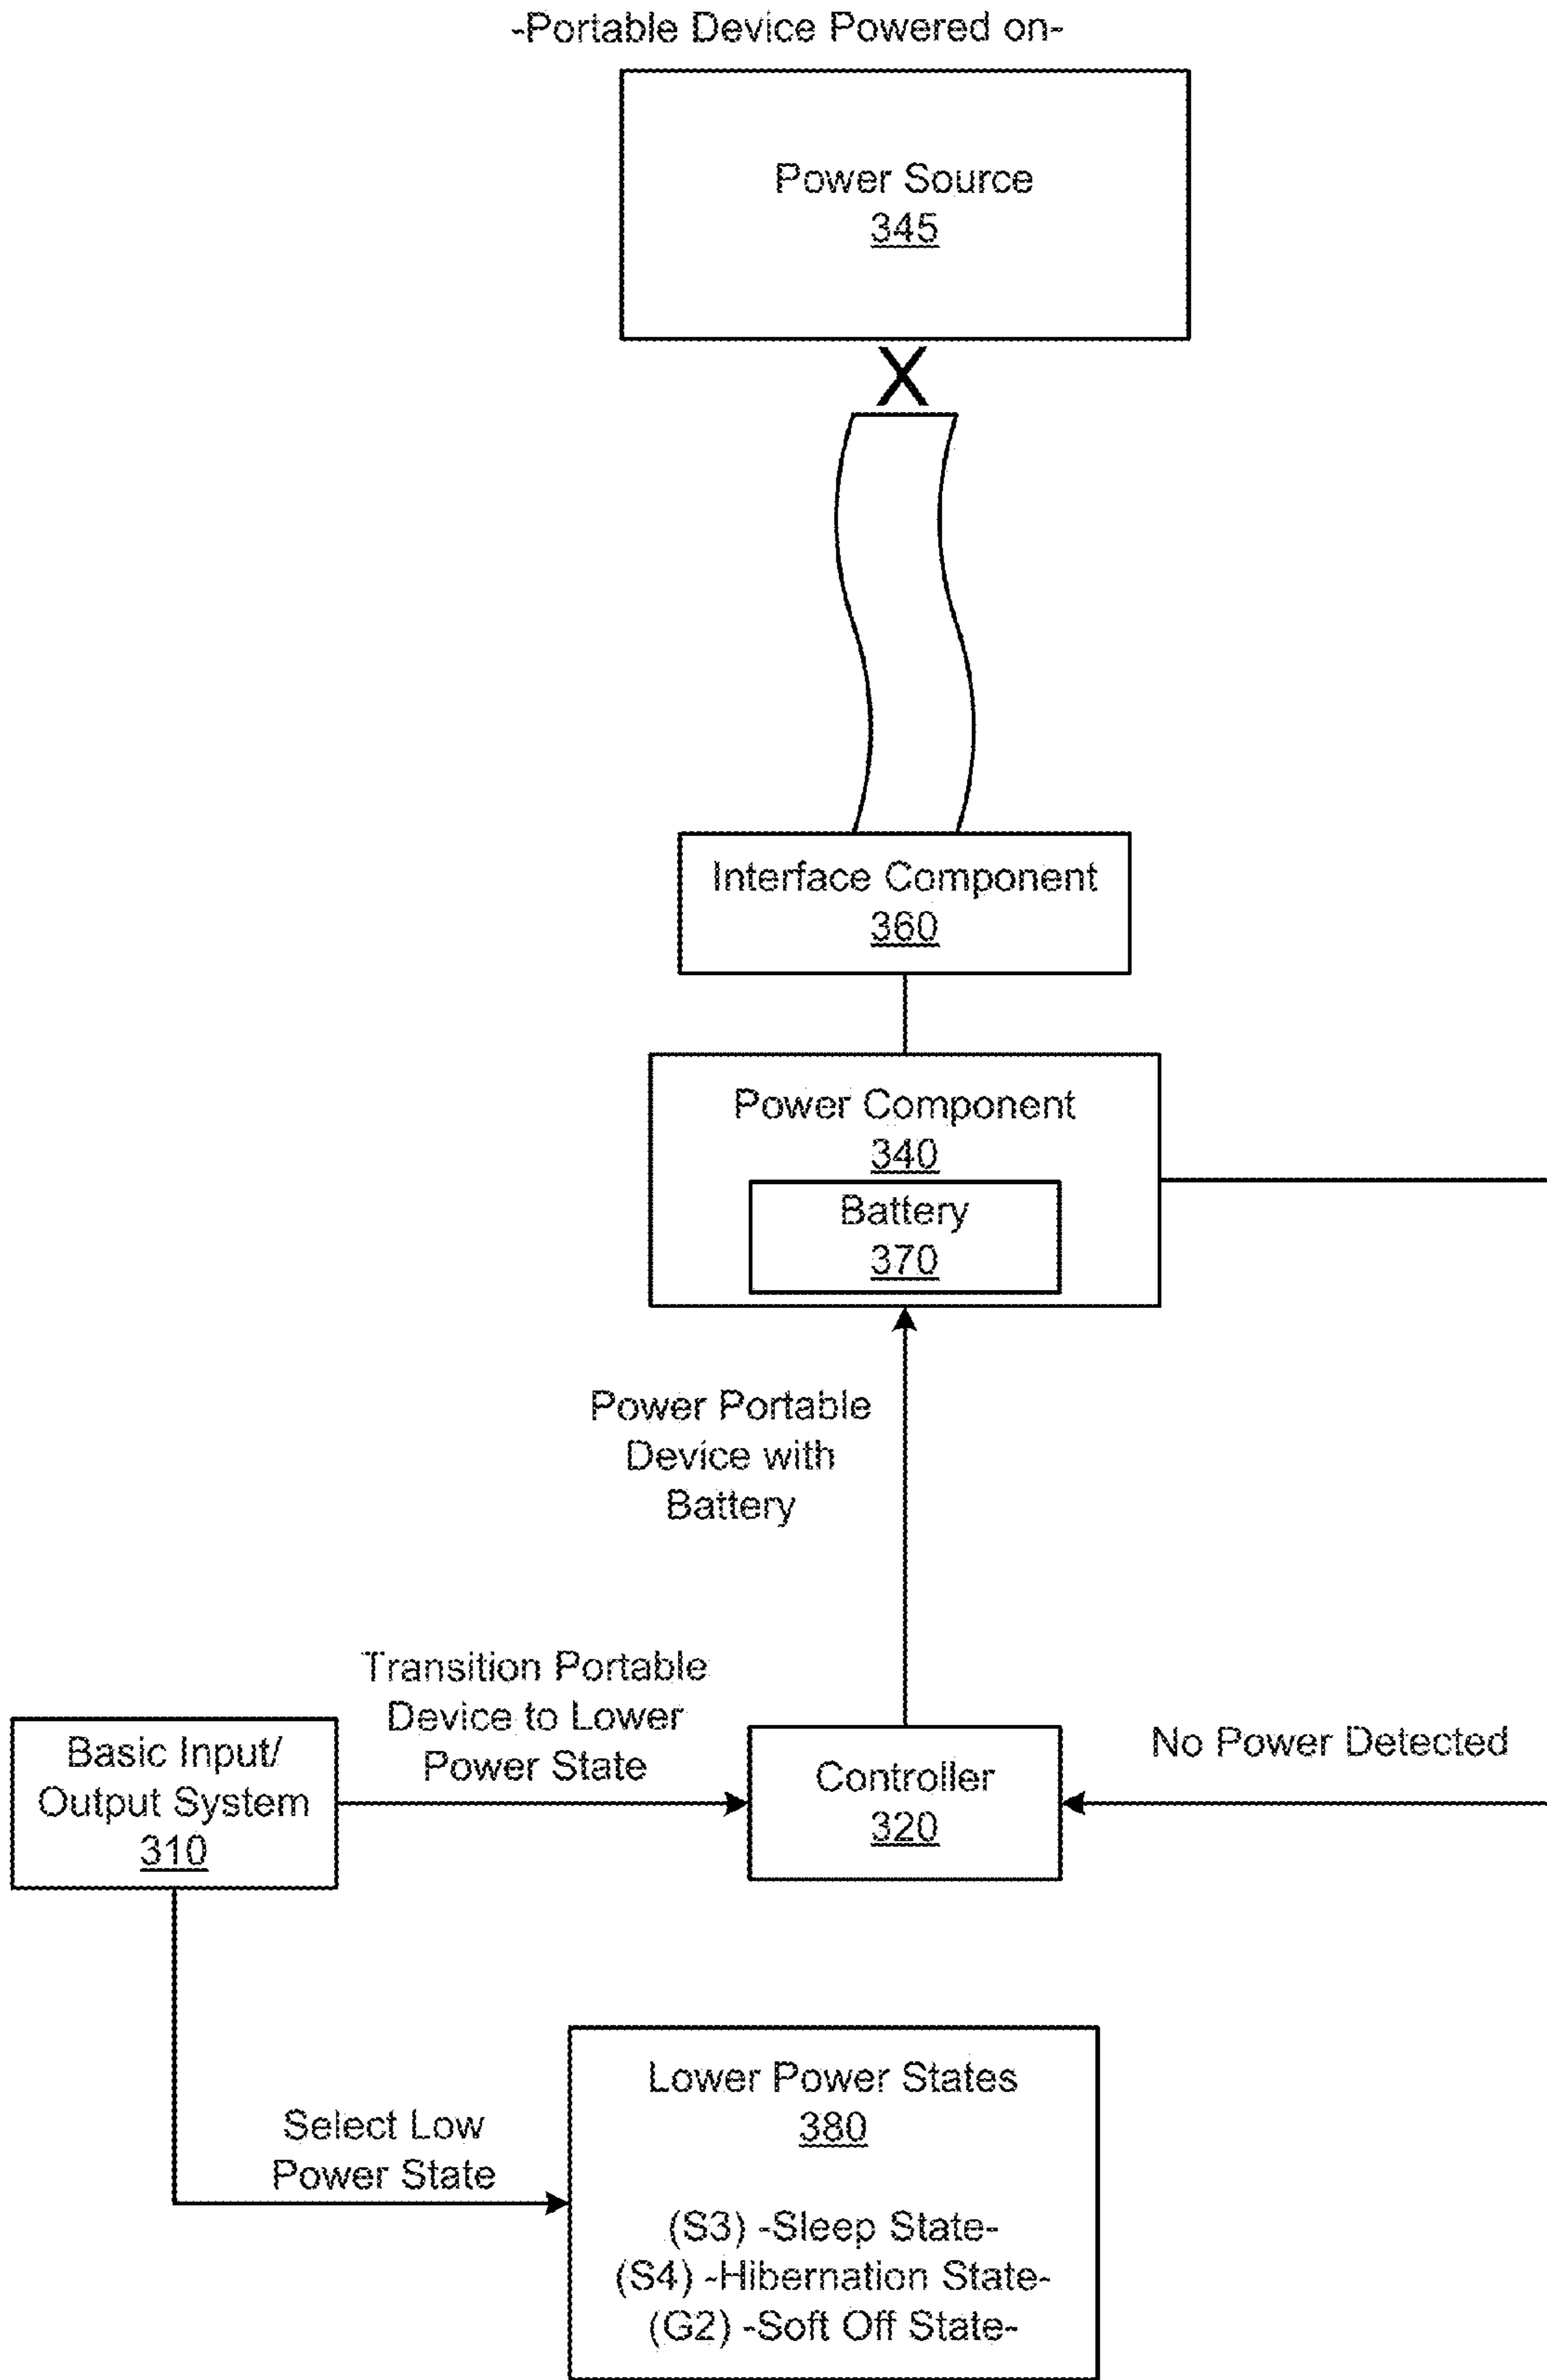 -Portable Device Powered on-
Power Source
345
X
Interface Component
360
Power Component
340
Battery
370
Power Portable
Device with
Battery
Transition Portable
Device to Lower
Power State
Basic Input/
Output System
310
Controller
320
No Power Detected
Lower Power States
380
Select Low
Power State
(S3) -Sleep State-
(S4) -Hibernation State-
(G2) -Soft Off State-